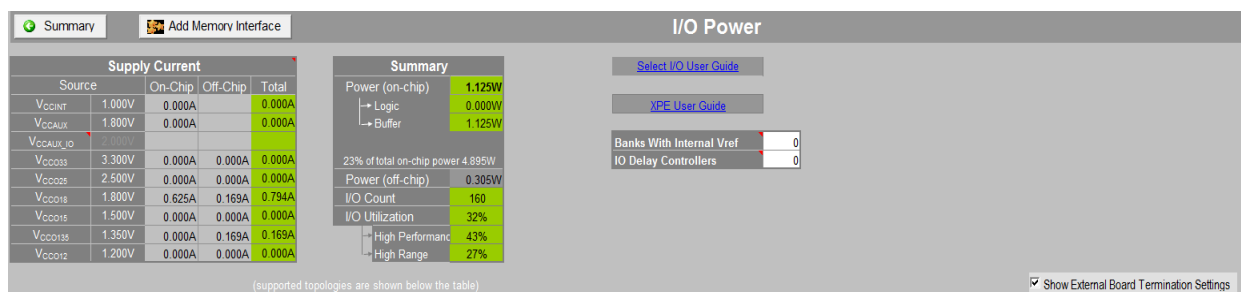 Summary Add Memory Interface I/O Power
Supply Current Summary Select I/O User Guide
Source On-Chip Off-Chip Total Power (on-chip) 1.125W
VCCINT 1.000V 0.000A 0.000A Logic 0.000W XPE User Guide
VCCAUX 1.800V 0.000A 0.000A Buffer 1.125W
VCCAUX_IO 2.000V Banks With Internal Vref 0
VCCO33 3.300V 0.000A 0.000A 0.000A 23% of total on-chip power 4.895W IO Delay Controllers 0
VCCO25 2.500V 0.000A 0.000A 0.000A Power (off-chip) 0.305W
VCCO18 1.800V 0.625A 0.169A 0.794A I/O Count 160
VCCO15 1.500V 0.000A 0.000A 0.000A I/O Utilization 32%
VCCO135 1.350V 0.000A 0.169A 0.169A High Performanc 43%
VCCO12 1.200V 0.000A 0.000A 0.000A High Range 27%
(supported topologies are shown below the table) Show External Board Termination Settings